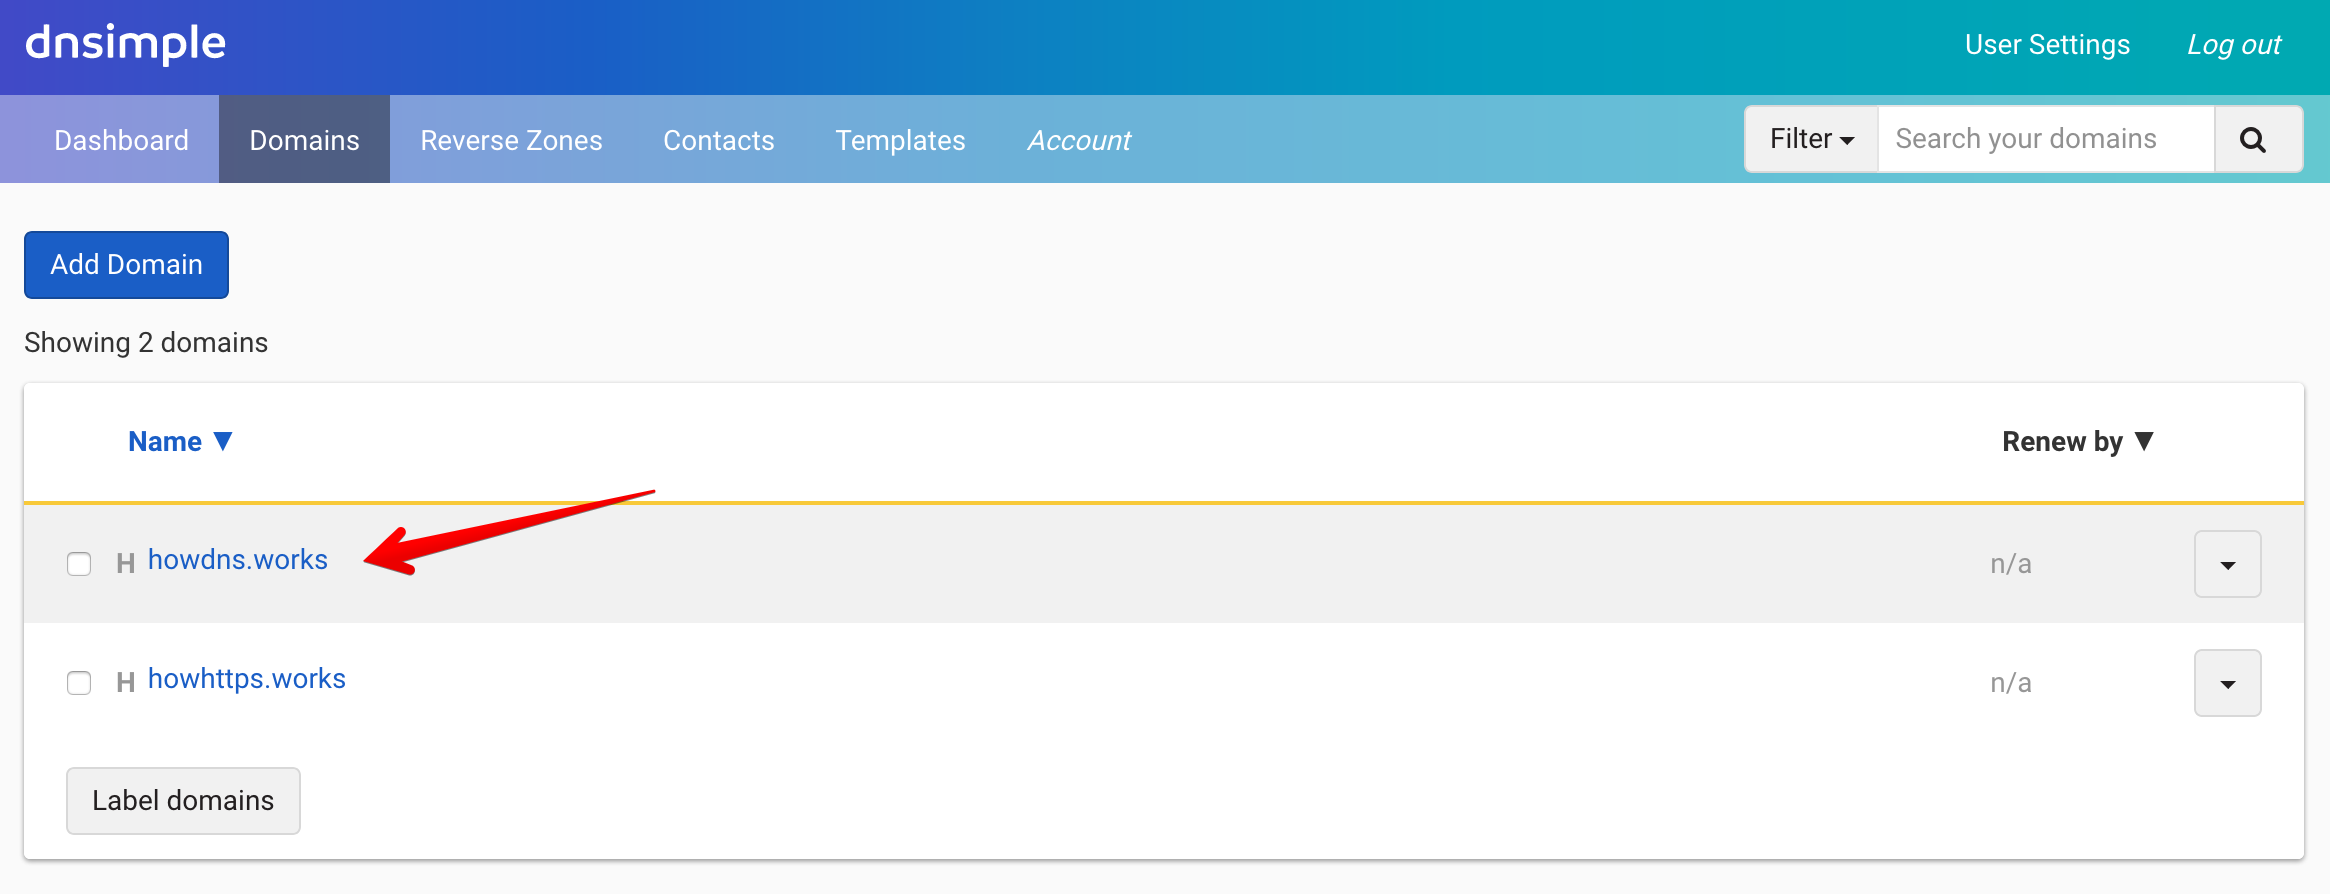 dnsimple
User Settings Log out
Dashboard Domains Reverse Zones Contacts Templates Account Filter Search your domains
Add Domain
Showing 2 domains
Name ▼ Renew by ▼
H howdns.works n/a
H howhttps.works n/a
Label domains